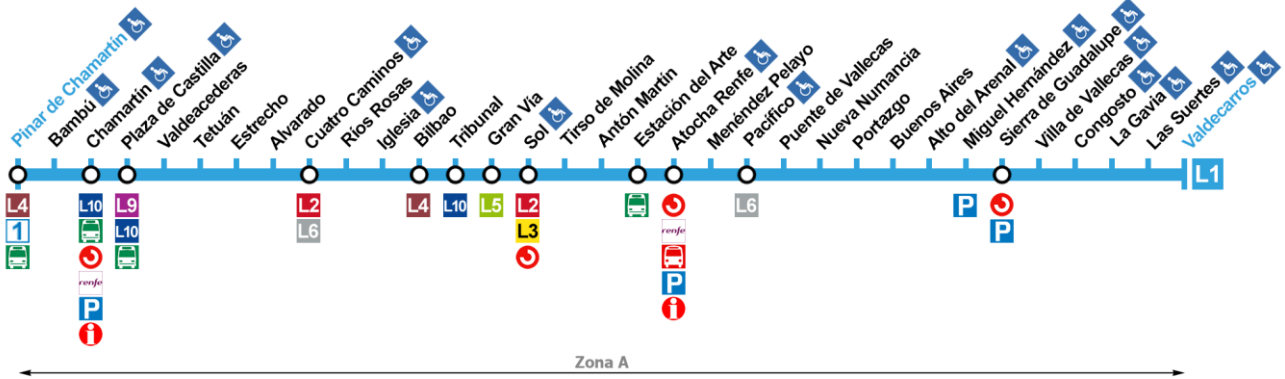 Pinar de Chamartín
Bambú
Chamartín
Plaza de Castilla
Valdeacederas
Tetuán
Estrecho
Alvarado
Cuatro Caminos
Ríos Rosas
Iglesia
Bilbao
Tribunal
Gran Vía
Sol
Tirso de Molina
Antón Martín
Estación del Arte
Atocha Renfe
Menéndez Pelayo
Pacífico
Puente de Vallecas
Nueva Numancia
Portazgo
Buenos Aires
Alto del Arenal
Miguel Hernández
Sierra de Guadalupe
Villa de Vallecas
Congosto
La Gavia
Las Suertes
Valdecarros
L1
L4
1
L10
renfe
P
i
L9
L10
L2
L6
L4
L10
L5
L2
L3
renfe
P
i
L6
P
P
Zona A